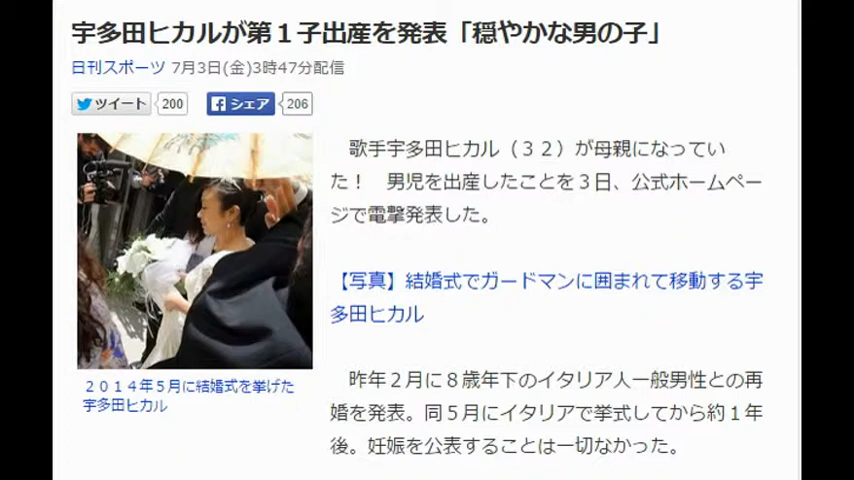 宇多田ヒカルが第１子出産を発表「穏やかな男の子」
日刊スポーツ 7月3日(金)3時47分配信
ツイート 200 シェア 206
歌手宇多田ヒカル（３２）が母親になってい
た！　男児を出産したことを３日、公式ホームペー
ジで電撃発表した。
【写真】結婚式でガードマンに囲まれて移動する宇
多田ヒカル
２０１４年５月に結婚式を挙げた
宇多田ヒカル
昨年２月に８歳年下のイタリア人一般男性との再
婚を発表。同５月にイタリアで挙式してから約１年
後。妊娠を公表することは一切なかった。